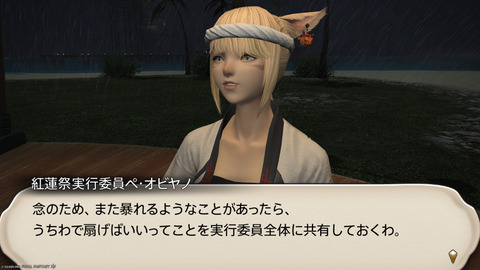 紅蓮祭実行委員ペ・オビヤノ
念のため、また暴れるようなことがあったら、
うちわで扇げばいいってことを実行委員全体に共有しておくわ。